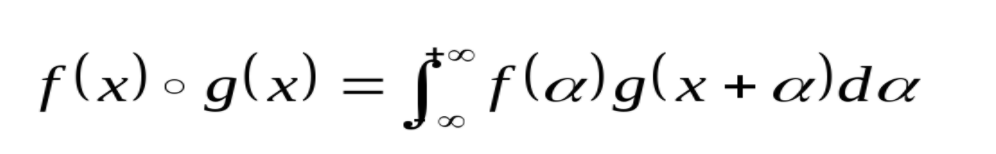 f(x) ∘ g(x) = ∫₋∞⁺∞ f(α)g(x + α)dα